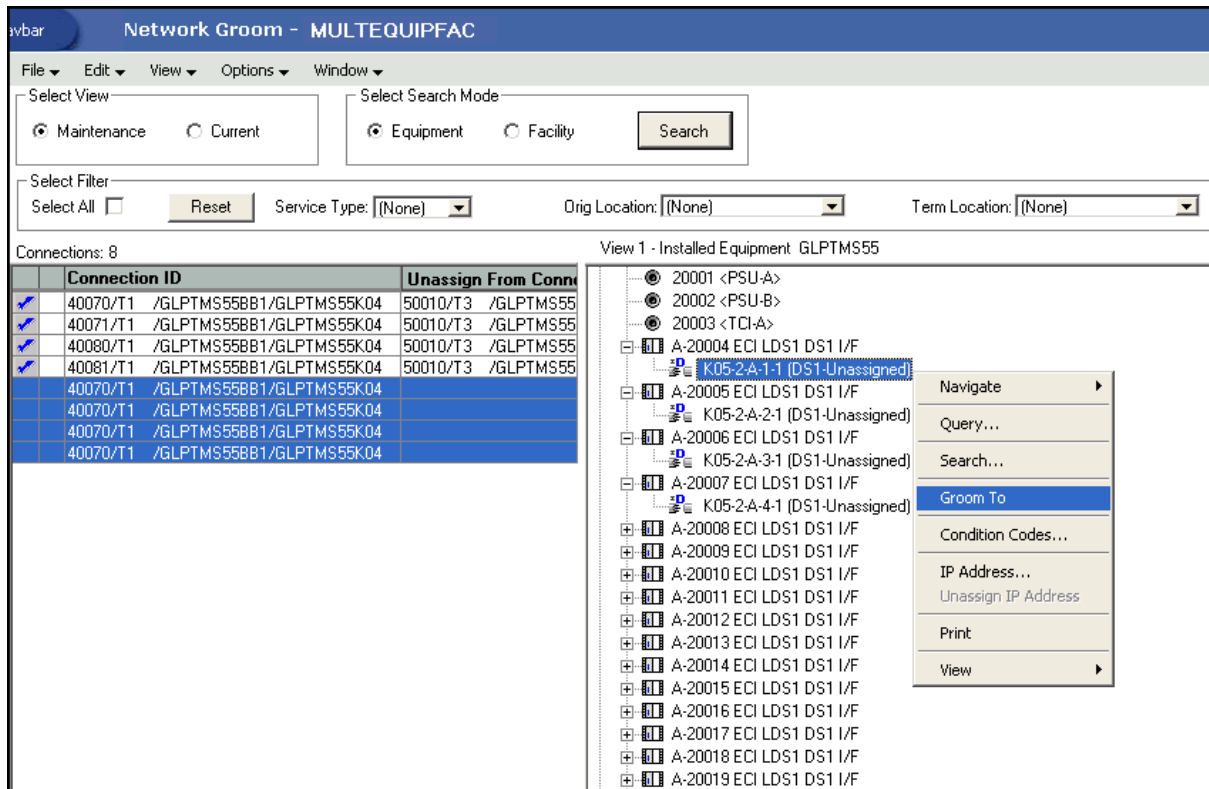 avbar Network Groom - MULTEQUIPFAC
File Edit View Options Window
Select View Select Search Mode
Maintenance Current Equipment Facility Search
Select Filter
Select All Reset Service Type: (None) Orig Location: (None) Term Location: (None)
Connections: 8
Connection ID Unassign From Conne
40070/T1 /GLPTMS55BB1/GLPTMS55K04 50010/T3 /GLPTMS55
40071/T1 /GLPTMS55BB1/GLPTMS55K04 50010/T3 /GLPTMS55
40080/T1 /GLPTMS55BB1/GLPTMS55K04 50010/T3 /GLPTMS55
40081/T1 /GLPTMS55BB1/GLPTMS55K04 50010/T3 /GLPTMS55
40070/T1 /GLPTMS55BB1/GLPTMS55K04
40070/T1 /GLPTMS55BB1/GLPTMS55K04
40070/T1 /GLPTMS55BB1/GLPTMS55K04
40070/T1 /GLPTMS55BB1/GLPTMS55K04
View 1 - Installed Equipment GLPTMS55
20001 <PSU-A>
20002 <PSU-B>
20003 <TCI-A>
A-20004 ECI LDS1 DS1 I/F
K05-2-A-1-1 (DS1-Unassigned)
A-20005 ECI LDS1 DS1 I/F
K05-2-A-2-1 (DS1-Unassigned)
A-20006 ECI LDS1 DS1 I/F
K05-2-A-3-1 (DS1-Unassigned)
A-20007 ECI LDS1 DS1 I/F
K05-2-A-4-1 (DS1-Unassigned)
A-20008 ECI LDS1 DS1 I/F
A-20009 ECI LDS1 DS1 I/F
A-20010 ECI LDS1 DS1 I/F
A-20011 ECI LDS1 DS1 I/F
A-20012 ECI LDS1 DS1 I/F
A-20013 ECI LDS1 DS1 I/F
A-20014 ECI LDS1 DS1 I/F
A-20015 ECI LDS1 DS1 I/F
A-20016 ECI LDS1 DS1 I/F
A-20017 ECI LDS1 DS1 I/F
A-20018 ECI LDS1 DS1 I/F
A-20019 ECI LDS1 DS1 I/F
Navigate
Query...
Search...
Groom To
Condition Codes...
IP Address...
Unassign IP Address
Print
View